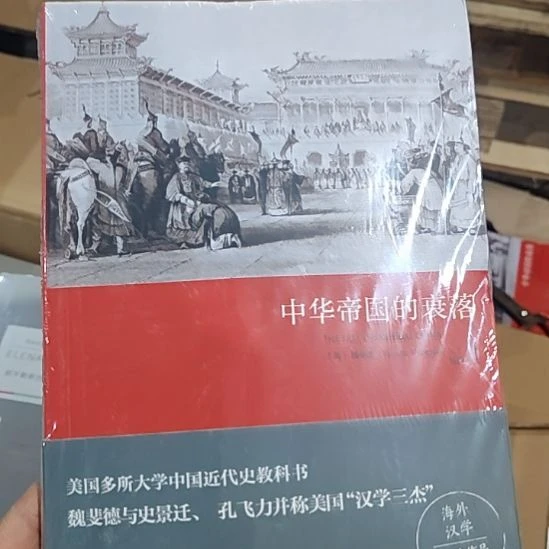 中华帝国的衰落
美国多所大学中国近代史教科书
魏斐德与史景迁、孔飞力并称美国“汉学三杰”
海外
汉学